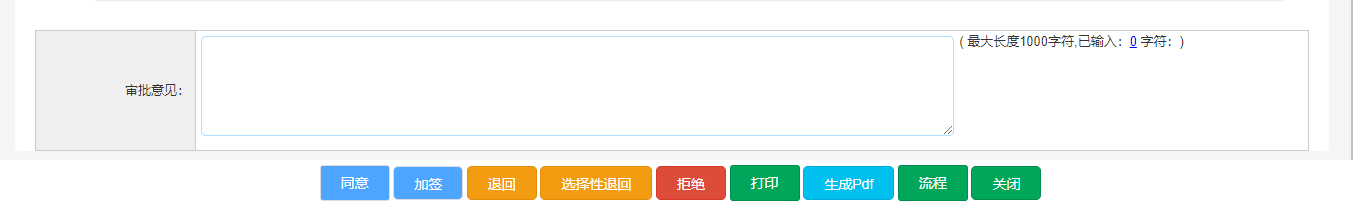 ( 最大长度1000字符,已输入：0 字符：)
审批意见：
同意 加签 退回 选择性退回 拒绝 打印 生成Pdf 流程 关闭